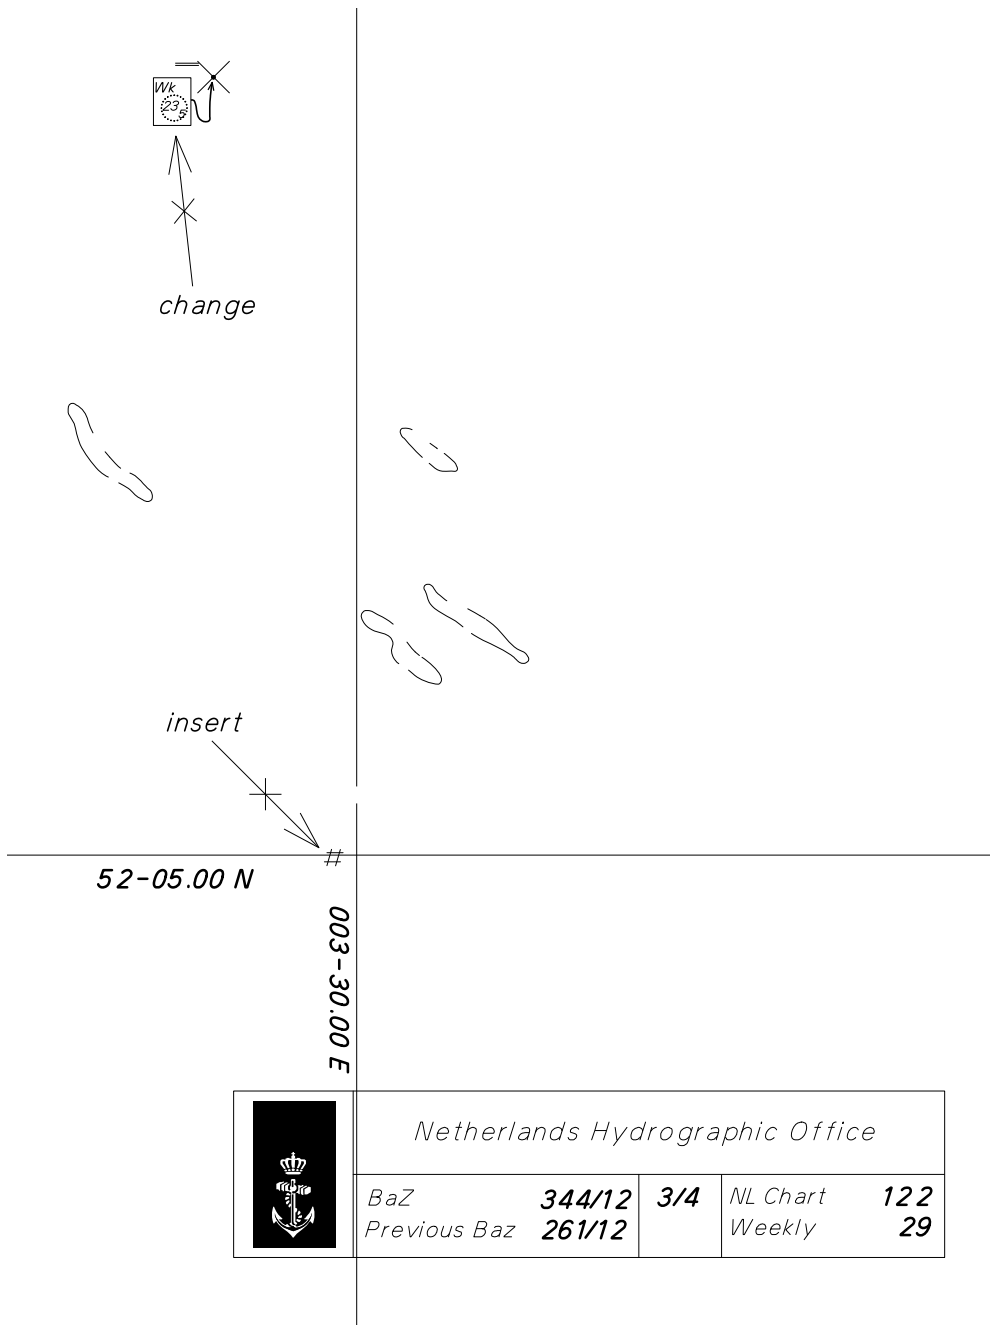 Wk
23₅
change
insert
#
52-05.00 N
003-30.00 E
Netherlands Hydrographic Office
BaZ 344/12 3/4 NL Chart 122
Previous Baz 261/12 Weekly 29